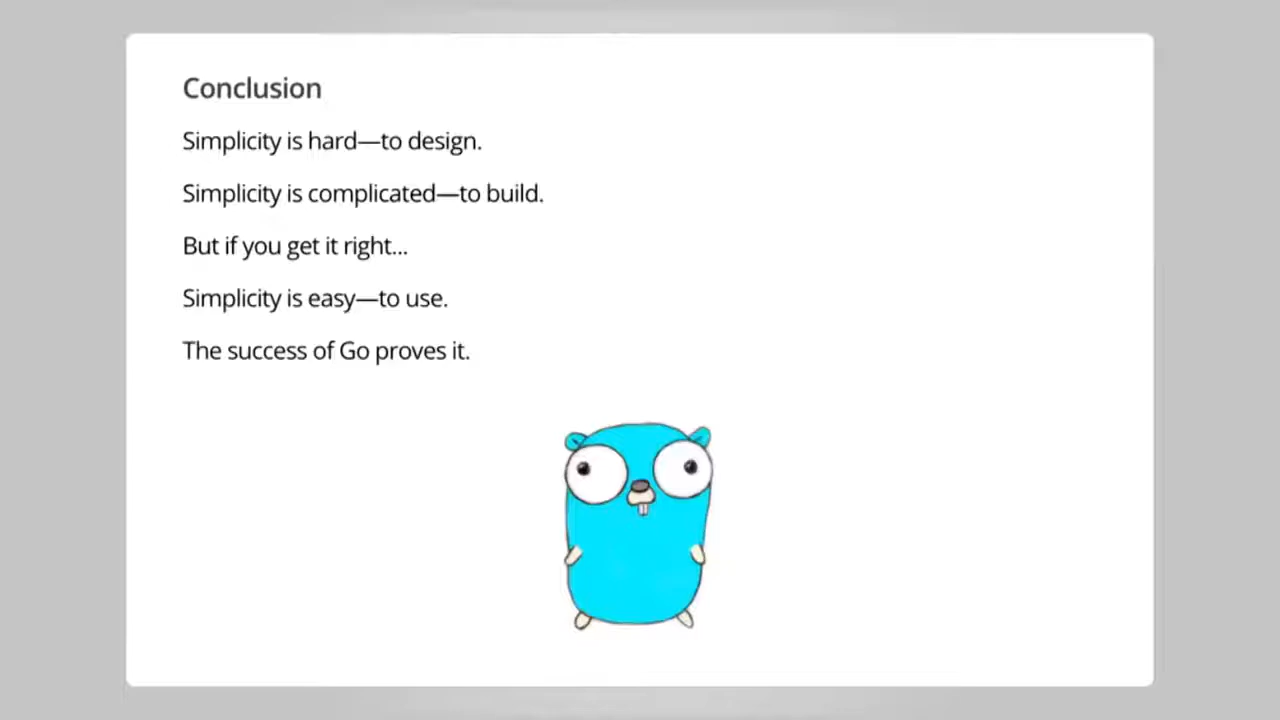 Conclusion
Simplicity is hard—to design.
Simplicity is complicated—to build.
But if you get it right...
Simplicity is easy—to use.
The success of Go proves it.